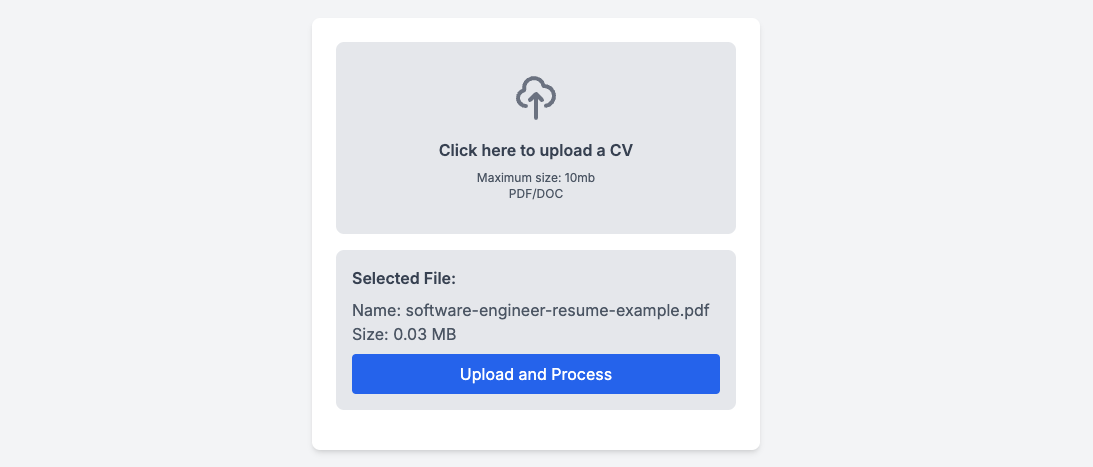 Click here to upload a CV
Maximum size: 10mb
PDF/DOC
Selected File:
Name: software-engineer-resume-example.pdf
Size: 0.03 MB
Upload and Process